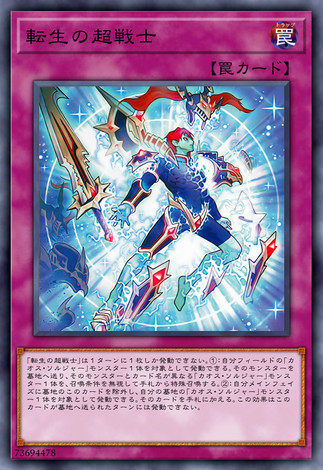 転生の超戦士
トラップ
罠
【罠カード】
「転生の超戦士」は１ターンに１枚しか発動できない。①：自分フィールドの「カ
オス・ソルジャー」モンスター１体を対象として発動できる。そのモンスターを
墓地へ送り、そのモンスターとカード名が異なる「カオス・ソルジャー」モンス
ター１体を、召喚条件を無視して手札から特殊召喚する。②：自分メインフェイ
ズに墓地のこのカードを除外し、自分の墓地の「カオス・ソルジャー」モンスタ
ー１体を対象として発動できる。そのカードを手札に加える。この効果はこの
カードが墓地へ送られたターンには発動できない。
73694478